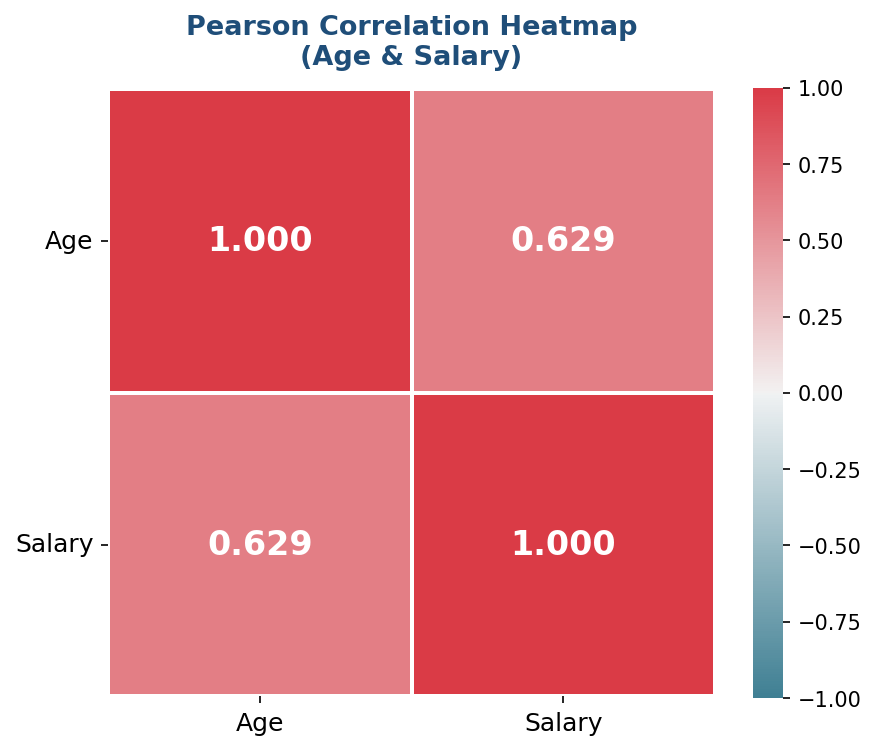 Pearson Correlation Heatmap
(Age & Salary)
Age
1.000
0.629
Salary
0.629
1.000
Age
Salary
1.00
0.75
0.50
0.25
0.00
−0.25
−0.50
−0.75
−1.00